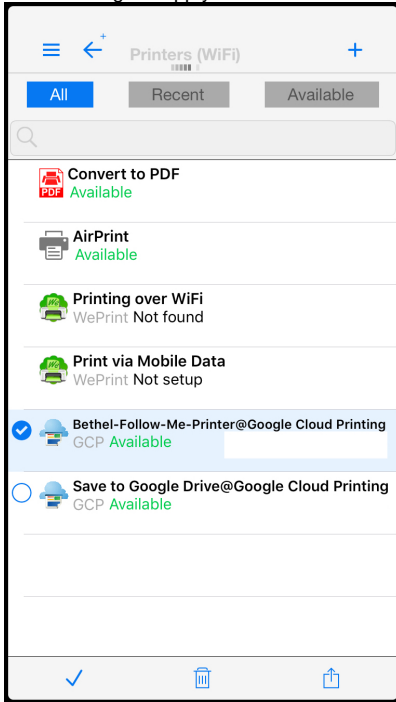 Printers (WiFi)
All Recent Available
Convert to PDF
PDF Available
AirPrint
Available
Printing over WiFi
WePrint Not found
Print via Mobile Data
WePrint Not setup
Bethel-Follow-Me-Printer@Google Cloud Printing
GCP Available
Save to Google Drive@Google Cloud Printing
GCP Available